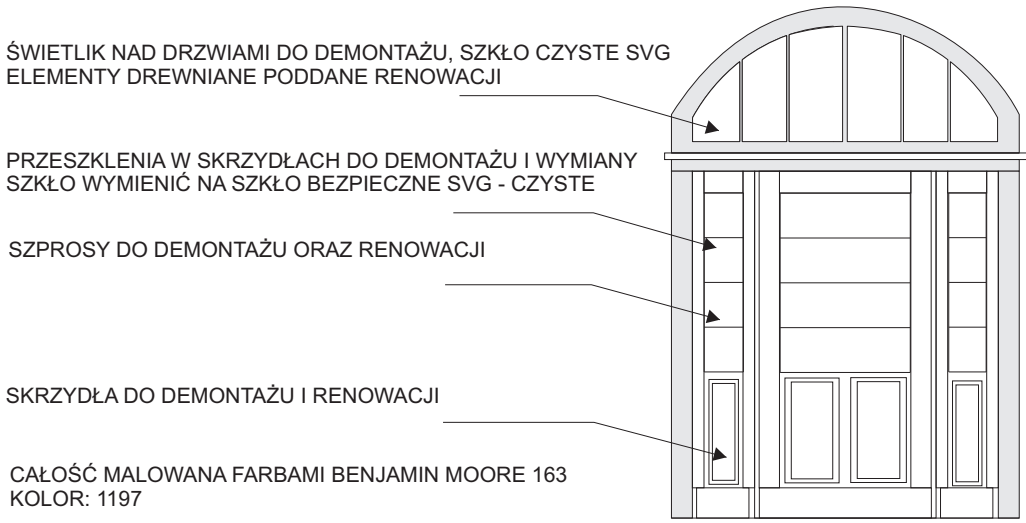 ŚWIETLIK NAD DRZWIAMI DO DEMONTAŻU, SZKŁO CZYSTE SVG
ELEMENTY DREWNIANE PODDANE RENOWACJI
PRZESZKLENIA W SKRZYDŁACH DO DEMONTAŻU I WYMIANY
SZKŁO WYMIENIĆ NA SZKŁO BEZPIECZNE SVG - CZYSTE
SZPROSY DO DEMONTAŻU ORAZ RENOWACJI
SKRZYDŁA DO DEMONTAŻU I RENOWACJI
CAŁOŚĆ MALOWANA FARBAMI BENJAMIN MOORE 163
KOLOR: 1197